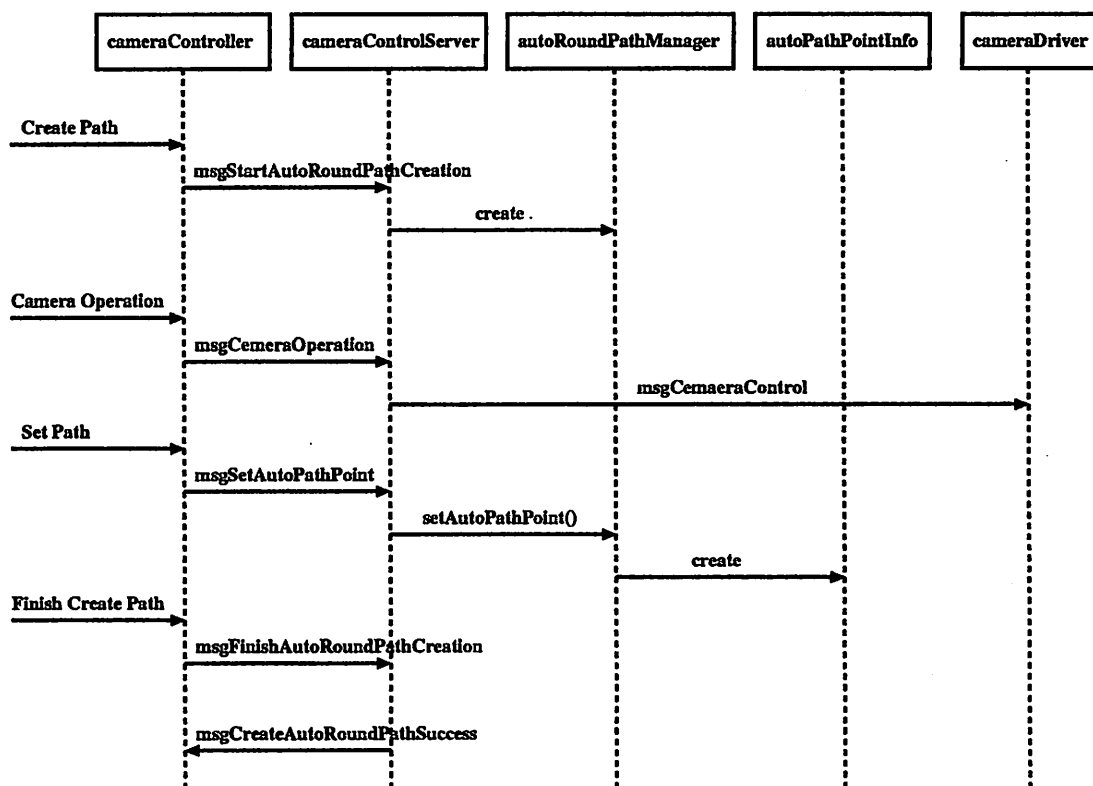 cameraController cameraControlServer autoRoundPathManager autoPathPointInfo cameraDriver
Create Path
msgStartAutoRoundPathCreation
create
Camera Operation
msgCemeraOperation
msgCemaeraControl
Set Path
msgSetAutoPathPoint
setAutoPathPoint()
create
Finish Create Path
msgFinishAutoRoundPathCreation
msgCreateAutoRoundPathSuccess